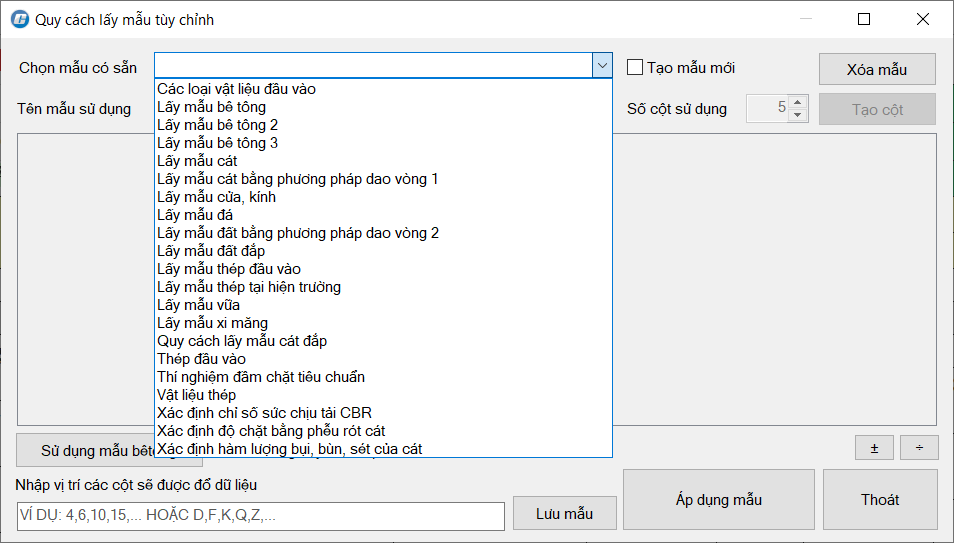 Quy cách lấy mẫu tùy chỉnh
Chọn mẫu có sẵn
Tạo mẫu mới
Xóa mẫu
Tên mẫu sử dụng
Số cột sử dụng
5
Tạo cột
Các loại vật liệu đầu vào
Lấy mẫu bê tông
Lấy mẫu bê tông 2
Lấy mẫu bê tông 3
Lấy mẫu cát
Lấy mẫu cát bằng phương pháp dao vòng 1
Lấy mẫu cửa, kính
Lấy mẫu đá
Lấy mẫu đất bằng phương pháp dao vòng 2
Lấy mẫu đất đắp
Lấy mẫu thép đầu vào
Lấy mẫu thép tại hiện trường
Lấy mẫu vữa
Lấy mẫu xi măng
Quy cách lấy mẫu cát đắp
Thép đầu vào
Thí nghiệm đầm chặt tiêu chuẩn
Vật liệu thép
Xác định chỉ số sức chịu tải CBR
Xác định độ chặt bằng phễu rót cát
Xác định hàm lượng bụi, bùn, sét của cát
Sử dụng mẫu
±
÷
Nhập vị trí các cột sẽ được đổ dữ liệu
VÍ DỤ: 4,6,10,15,... HOẶC D,F,K,Q,Z,...
Lưu mẫu
Áp dụng mẫu
Thoát